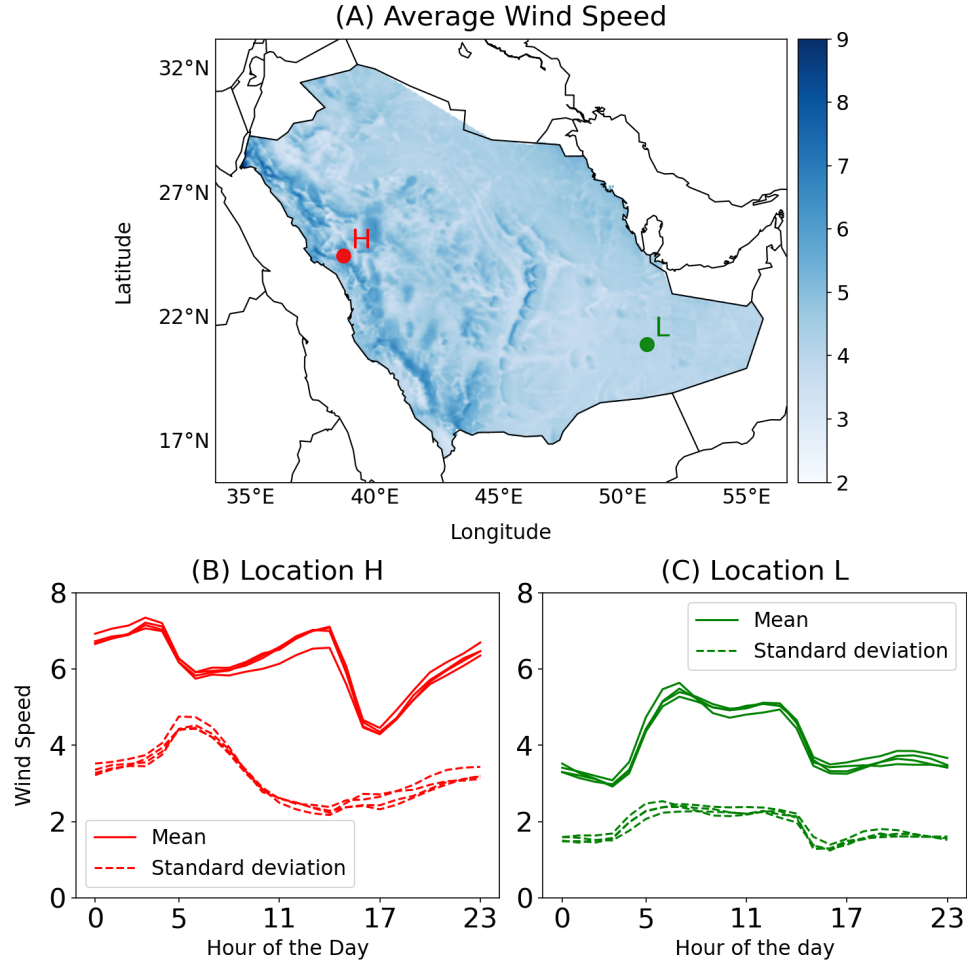 (A) Average Wind Speed
32°N
27°N
22°N
17°N
Latitude
H
L
35°E 40°E 45°E 50°E 55°E
Longitude
9
8
7
6
5
4
3
2
(B) Location H
8
6
4
2
0
Wind Speed
Mean
Standard deviation
0 5 11 17 23
Hour of the Day
(C) Location L
8
6
4
2
0
Mean
Standard deviation
0 5 11 17 23
Hour of the day